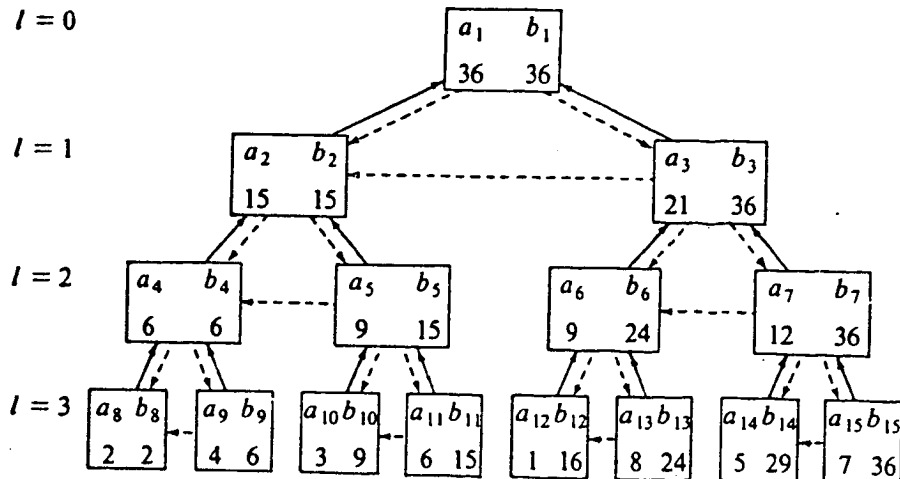 l = 0
a₁ b₁
36 36
l = 1
a₂ b₂
a₃ b₃
15 15
21 36
l = 2
a₄ b₄
a₅ b₅
a₆ b₆
a₇ b₇
6 6
9 15
9 24
12 36
l = 3
a₈ b₈
a₉ b₉
a₁₀ b₁₀
a₁₁ b₁₁
a₁₂ b₁₂
a₁₃ b₁₃
a₁₄ b₁₄
a₁₅ b₁₅
2 2
4 6
3 9
6 15
1 16
8 24
5 29
7 36